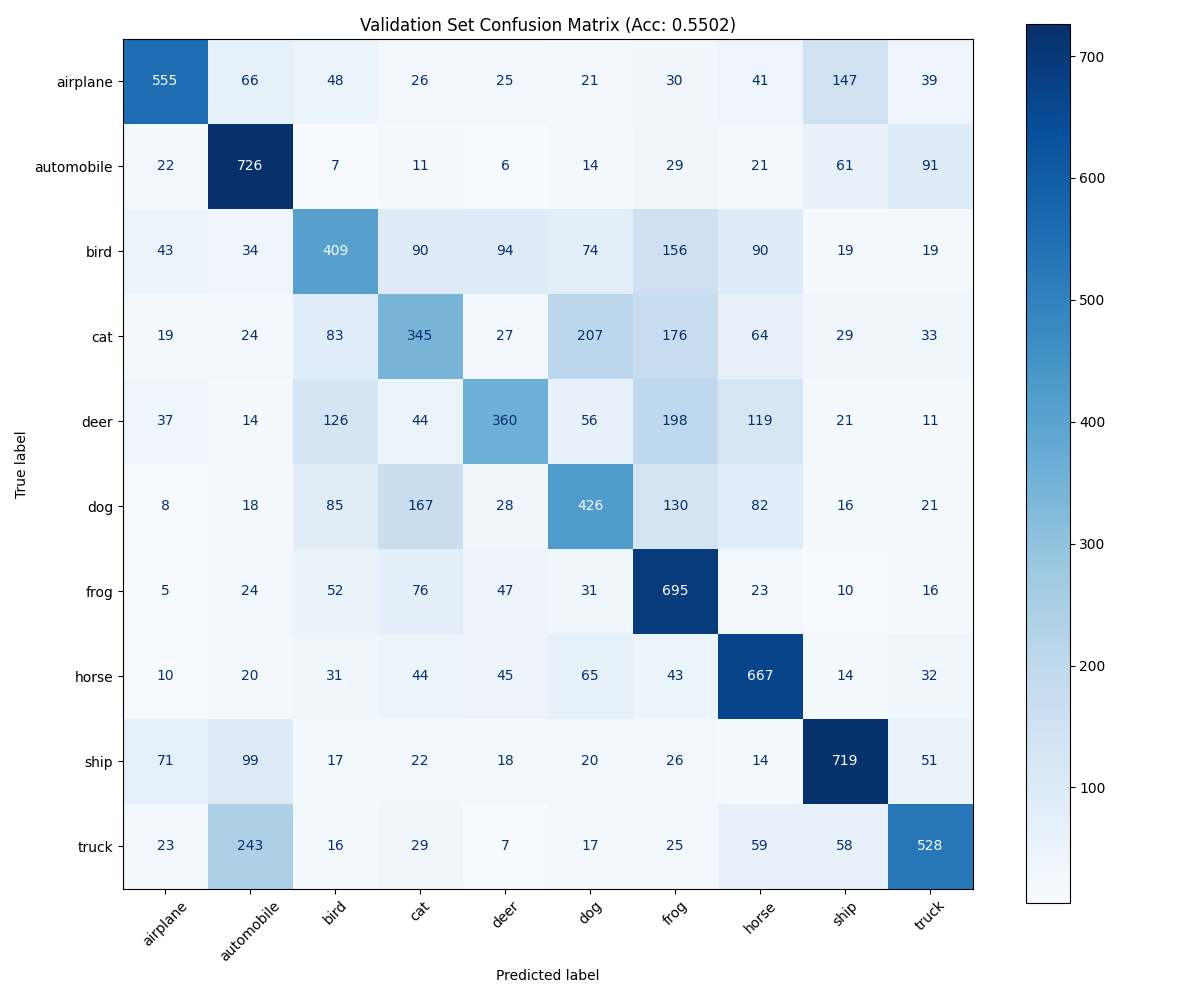 Validation Set Confusion Matrix (Acc: 0.5502)
airplane 555 66 48 26 25 21 30 41 147 39
automobile 22 726 7 11 6 14 29 21 61 91
bird 43 34 409 90 94 74 156 90 19 19
cat 19 24 83 345 27 207 176 64 29 33
deer 37 14 126 44 360 56 198 119 21 11
dog 8 18 85 167 28 426 130 82 16 21
frog 5 24 52 76 47 31 695 23 10 16
horse 10 20 31 44 45 65 43 667 14 32
ship 71 99 17 22 18 20 26 14 719 51
truck 23 243 16 29 7 17 25 59 58 528
airplane automobile bird cat deer dog frog horse ship truck
Predicted label
True label
700
600
500
400
300
200
100